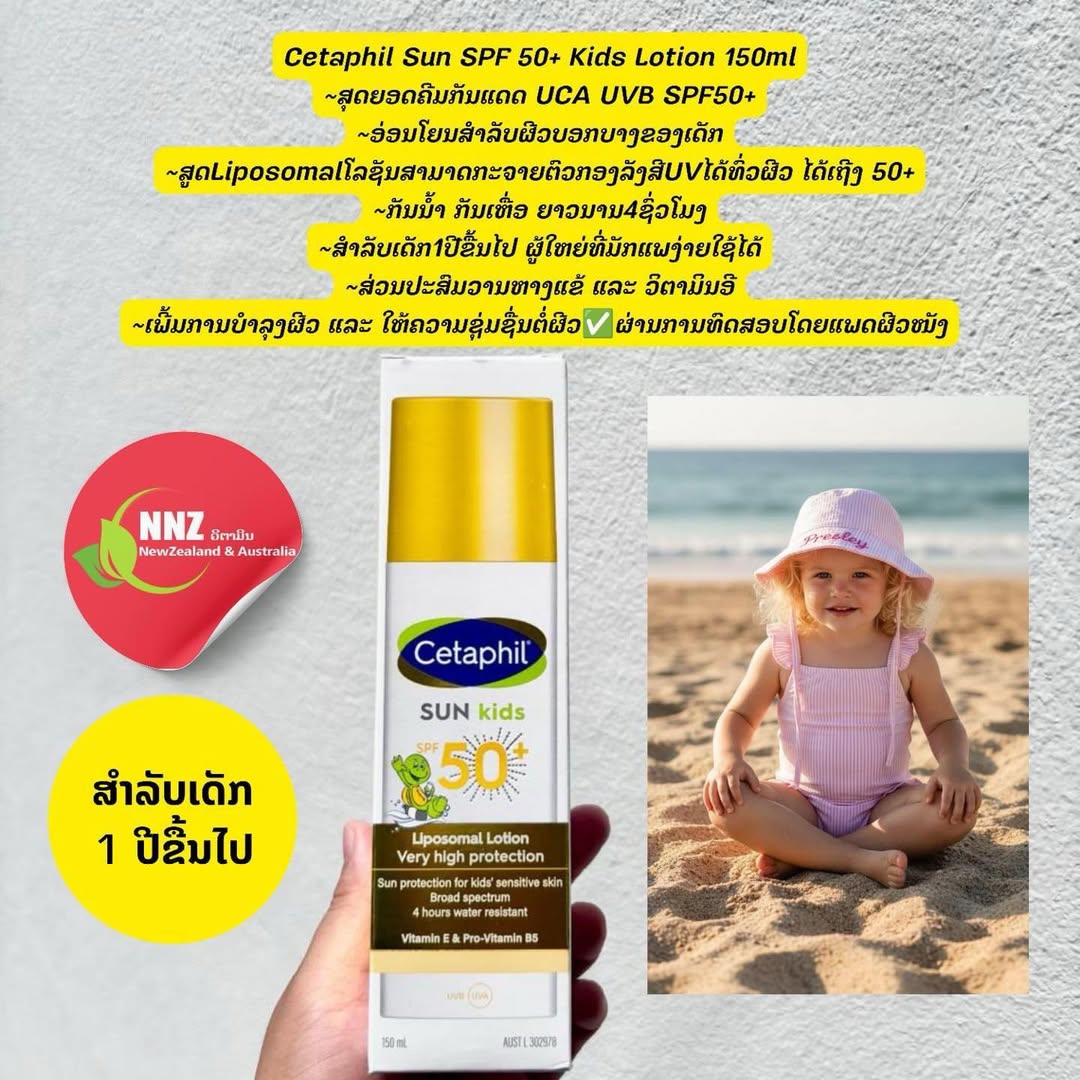 Cetaphil Sun SPF 50+ Kids Lotion 150ml
~ສຸດຍອດຄີມກັນແດດ UCA UVB SPF50+
~ອ່ອນໂຍນສຳລັບຜີວບອກບາງຂອງເດັກ
~ສູດLiposomalໂລຊັນສາມາດກະຈາຍຕົວກອງລັງສີUVໄດ້ທົ່ວຜີວ ໄດ້ເຖິງ 50+
~ກັນນ້ຳ ກັນເຫື່ອ ຍາວນານ4ຊົ່ວໂມງ
~ສຳລັບເດັກ1ປີຂຶ້ນໄປ ຜູ້ໃຫຍ່ທີ່ມັກແພງ່າຍໃຊ້ໄດ້
~ສ່ວນປະສົມວານຫາງແຂ້ ແລະ ວິຕາມິນອີ
~ເພີ້ມການບຳລຸງຜີວ ແລະ ໃຫ້ຄວາມຊຸ່ມຊື່ນຕໍ່ຜີວ✅ຜ່ານການທົດສອບໂດຍແພດຜີວໜັງ
NNZ ວິຕາມິນ
NewZealand & Australia
ສຳລັບເດັກ
1 ປີຂຶ້ນໄປ
Cetaphil
SUN kids
SPF 50+
Liposomal Lotion
Very high protection
Sun protection for kids' sensitive skin
Broad spectrum
4 hours water resistant
Vitamin E & Pro-Vitamin B5
UVB UVA
150 mL AUST L 302978
Presley